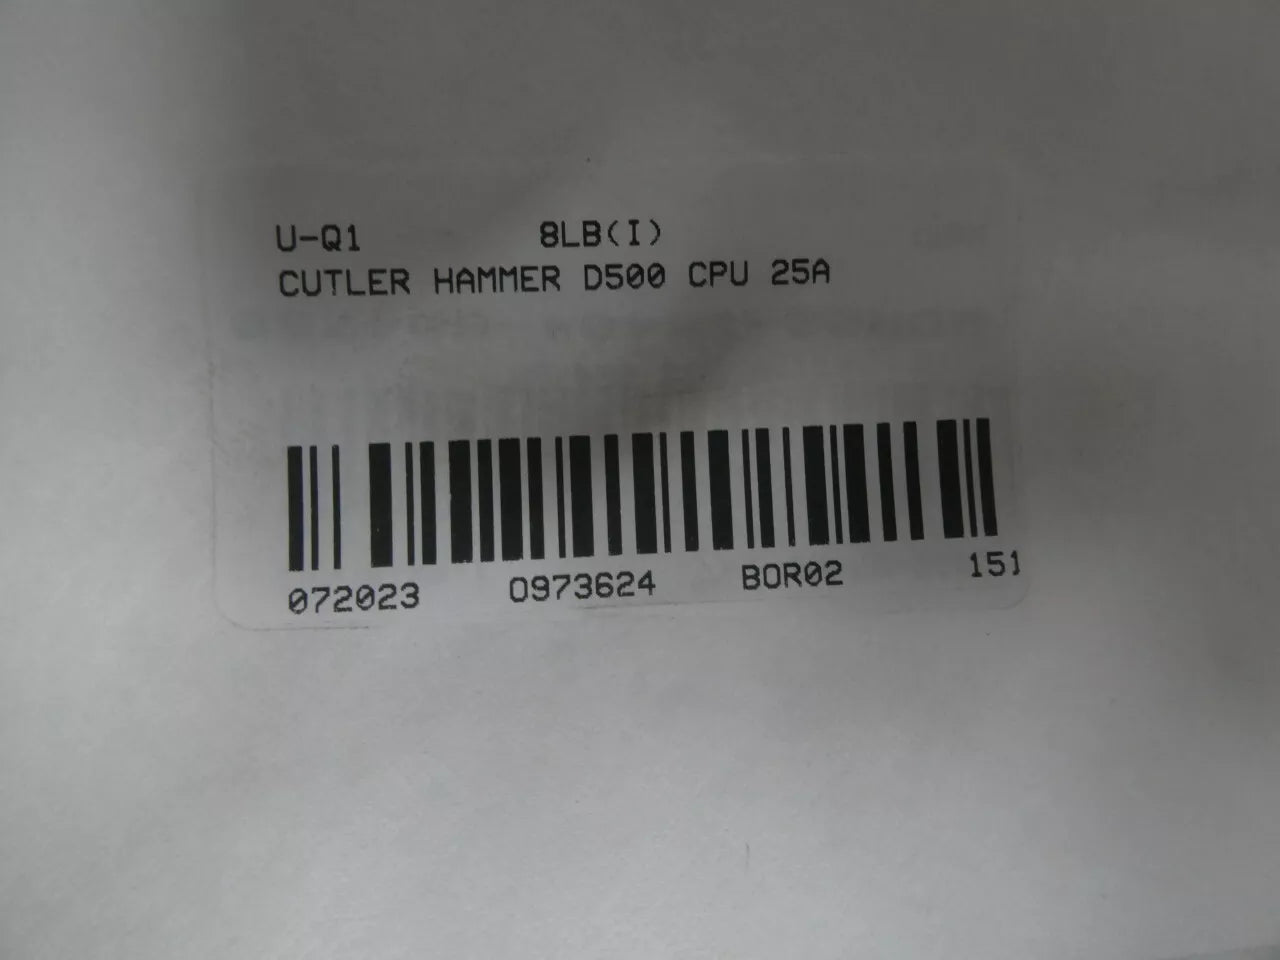 U-Q1 8LB(I)
CUTLER HAMMER D500 CPU 25A
072023 0973624 BOR02 151